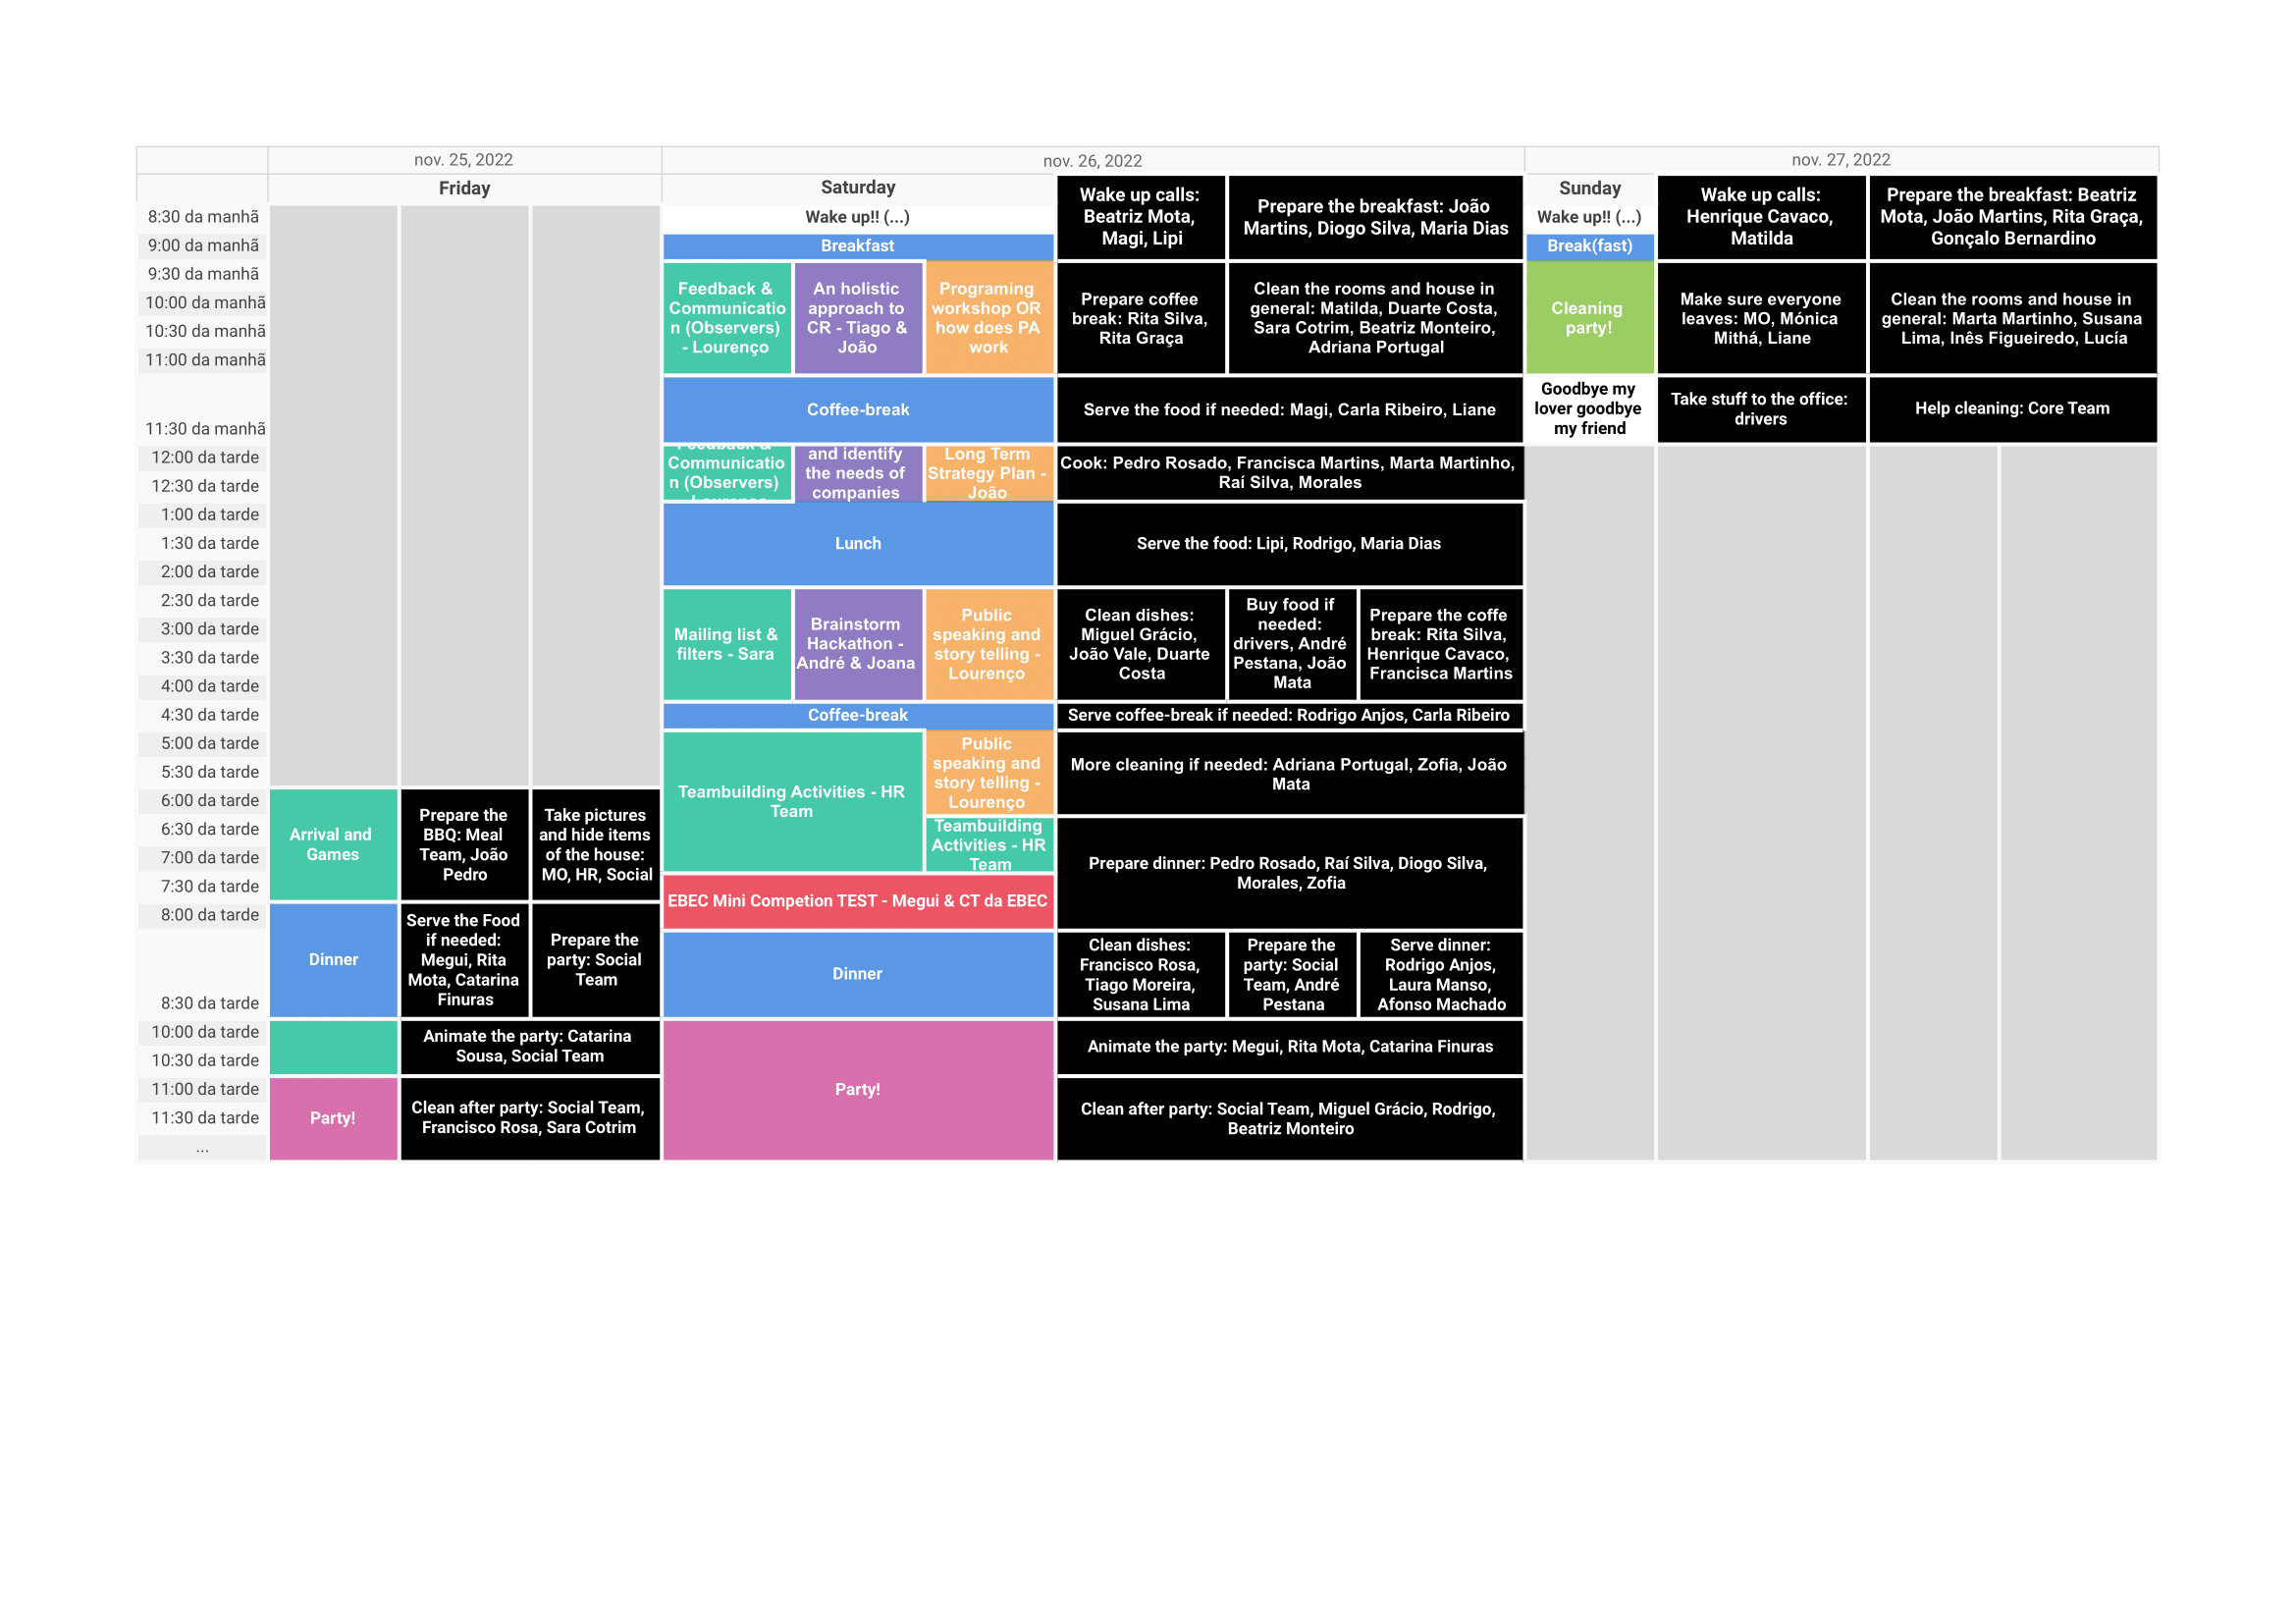 nov. 25, 2022
nov. 26, 2022
nov. 27, 2022
Friday
Saturday
Wake up calls:
Beatriz Mota,
Magi, Lipi
Prepare the breakfast: João
Martins, Diogo Silva, Maria Dias
Sunday
Wake up calls:
Henrique Cavaco,
Matilda
Prepare the breakfast: Beatriz
Mota, João Martins, Rita Graça,
Gonçalo Bernardino
8:30 da manhã
Wake up!! (...)
Wake up!! (...)
9:00 da manhã
Breakfast
Break(fast)
9:30 da manhã
10:00 da manhã
10:30 da manhã
11:00 da manhã
Feedback &
Communicatio
n (Observers)
- Lourenço
An holistic
approach to
CR - Tiago &
João
Programing
workshop OR
how does PA
work
Prepare coffee
break: Rita Silva,
Rita Graça
Clean the rooms and house in
general: Matilda, Duarte Costa,
Sara Cotrim, Beatriz Monteiro,
Adriana Portugal
Cleaning
party!
Make sure everyone
leaves: MO, Mónica
Mithá, Liane
Clean the rooms and house in
general: Marta Martinho, Susana
Lima, Inês Figueiredo, Lucía
11:30 da manhã
Coffee-break
Serve the food if needed: Magi, Carla Ribeiro, Liane
Goodbye my
lover goodbye
my friend
Take stuff to the office:
drivers
Help cleaning: Core Team
12:00 da tarde
12:30 da tarde
Feedback &
Communicatio
n (Observers)
and identify
the needs of
companies
Long Term
Strategy Plan -
João
Cook: Pedro Rosado, Francisca Martins, Marta Martinho,
Raí Silva, Morales
1:00 da tarde
1:30 da tarde
2:00 da tarde
Lunch
Serve the food: Lipi, Rodrigo, Maria Dias
2:30 da tarde
3:00 da tarde
3:30 da tarde
4:00 da tarde
Mailing list &
filters - Sara
Brainstorm
Hackathon -
André & Joana
Public
speaking and
story telling -
Lourenço
Clean dishes:
Miguel Grácio,
João Vale, Duarte
Costa
Buy food if
needed:
drivers, André
Pestana, João
Mata
Prepare the coffe
break: Rita Silva,
Henrique Cavaco,
Francisca Martins
4:30 da tarde
Coffee-break
Serve coffee-break if needed: Rodrigo Anjos, Carla Ribeiro
5:00 da tarde
5:30 da tarde
Teambuilding Activities - HR
Team
Public
speaking and
story telling -
Lourenço
More cleaning if needed: Adriana Portugal, Zofia, João
Mata
6:00 da tarde
6:30 da tarde
7:00 da tarde
7:30 da tarde
Arrival and
Games
Prepare the
BBQ: Meal
Team, João
Pedro
Take pictures
and hide items
of the house:
MO, HR, Social
Teambuilding
Activities - HR
Team
Prepare dinner: Pedro Rosado, Raí Silva, Diogo Silva,
Morales, Zofia
EBEC Mini Competion TEST - Megui & CT da EBEC
8:00 da tarde
8:30 da tarde
Dinner
Serve the Food
if needed:
Megui, Rita
Mota, Catarina
Finuras
Prepare the
party: Social
Team
Dinner
Clean dishes:
Francisco Rosa,
Tiago Moreira,
Susana Lima
Prepare the
party: Social
Team, André
Pestana
Serve dinner:
Rodrigo Anjos,
Laura Manso,
Afonso Machado
10:00 da tarde
10:30 da tarde
Animate the party: Catarina
Sousa, Social Team
Party!
Animate the party: Megui, Rita Mota, Catarina Finuras
11:00 da tarde
11:30 da tarde
...
Party!
Clean after party: Social Team,
Francisco Rosa, Sara Cotrim
Clean after party: Social Team, Miguel Grácio, Rodrigo,
Beatriz Monteiro